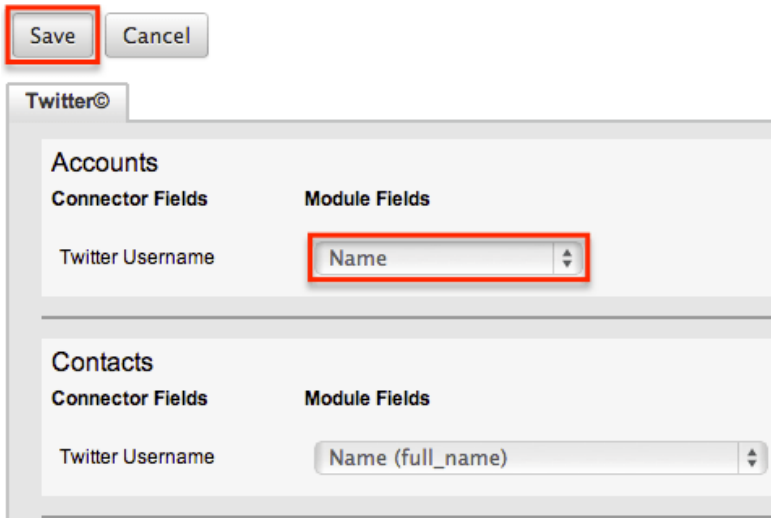 Save Cancel
Twitter©
Accounts
Connector Fields Module Fields
Twitter Username Name
Contacts
Connector Fields Module Fields
Twitter Username Name (full_name)